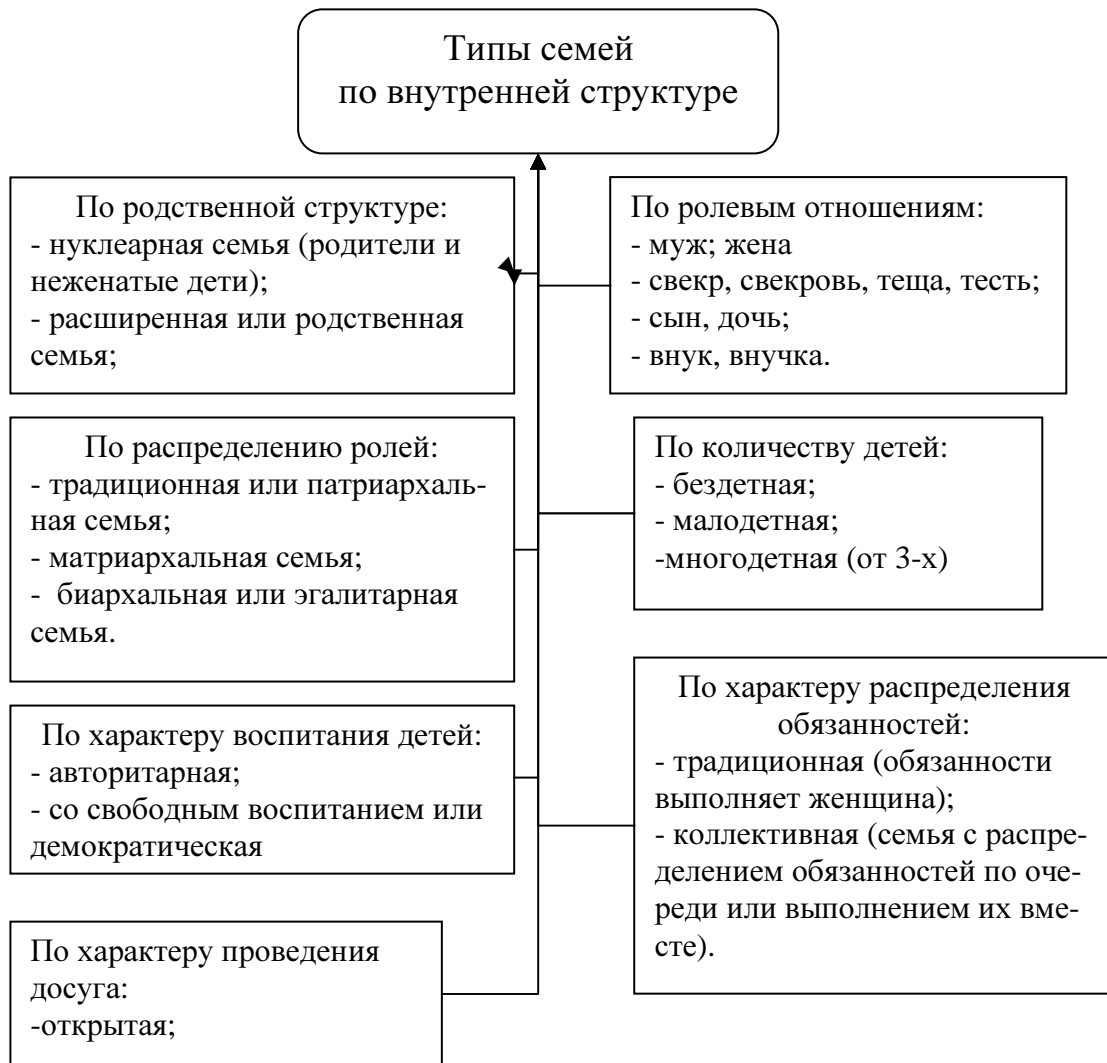 Типы семей
по внутренней структуре
По родственной структуре:
- нуклеарная семья (родители и
неженатые дети);
- расширенная или родственная
семья;
По ролевым отношениям:
- муж; жена
- свекр, свекровь, теща, тесть;
- сын, дочь;
- внук, внучка.
По распределению ролей:
- традиционная или патриархаль-
ная семья;
- матриархальная семья;
- биархальная или эгалитарная
семья.
По количеству детей:
- бездетная;
- малодетная;
-многодетная (от 3-х)
По характеру воспитания детей:
- авторитарная;
- со свободным воспитанием или
демократическая
По характеру распределения
обязанностей:
- традиционная (обязанности
выполняет женщина);
- коллективная (семья с распре-
делением обязанностей по оче-
реди или выполнением их вме-
сте).
По характеру проведения
досуга:
-открытая;